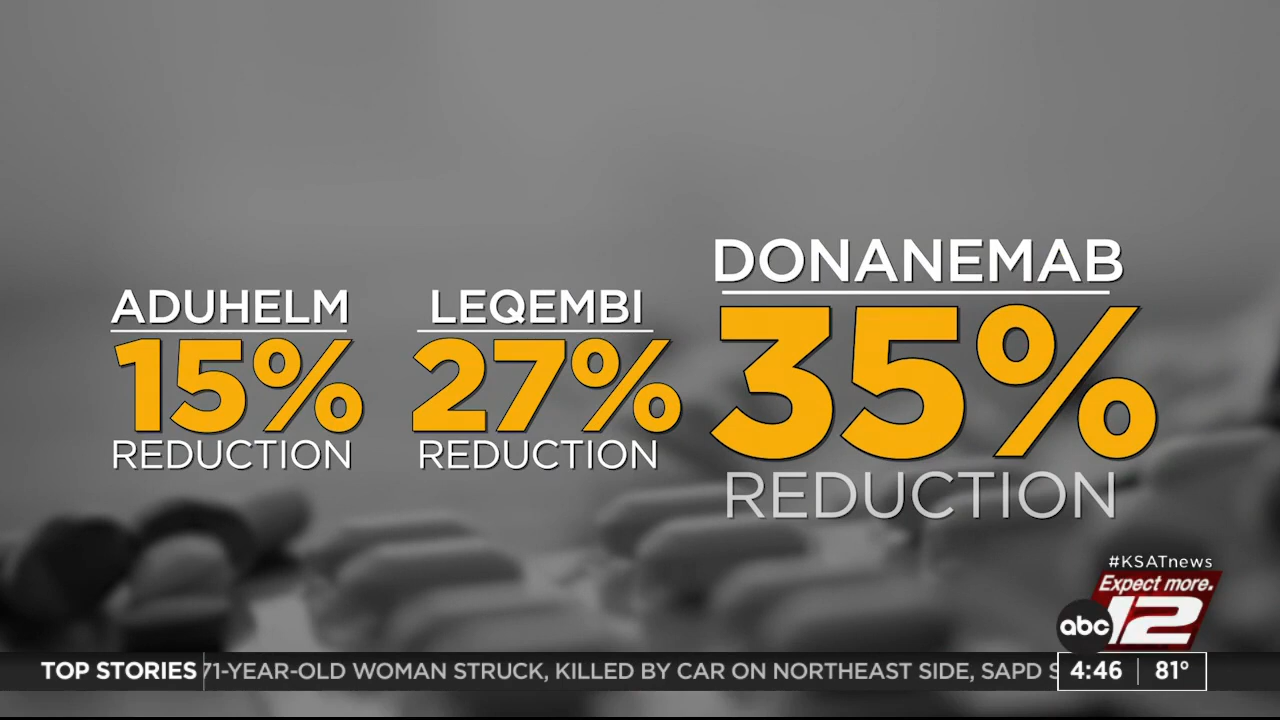 ADUHELM
15%
REDUCTION
LEQEMBI
27%
REDUCTION
DONANEMAB
35%
REDUCTION
#KSATnews
Expect more.
abc 12
TOP STORIES 71-YEAR-OLD WOMAN STRUCK, KILLED BY CAR ON NORTHEAST SIDE, SAPD S
4:46 81°